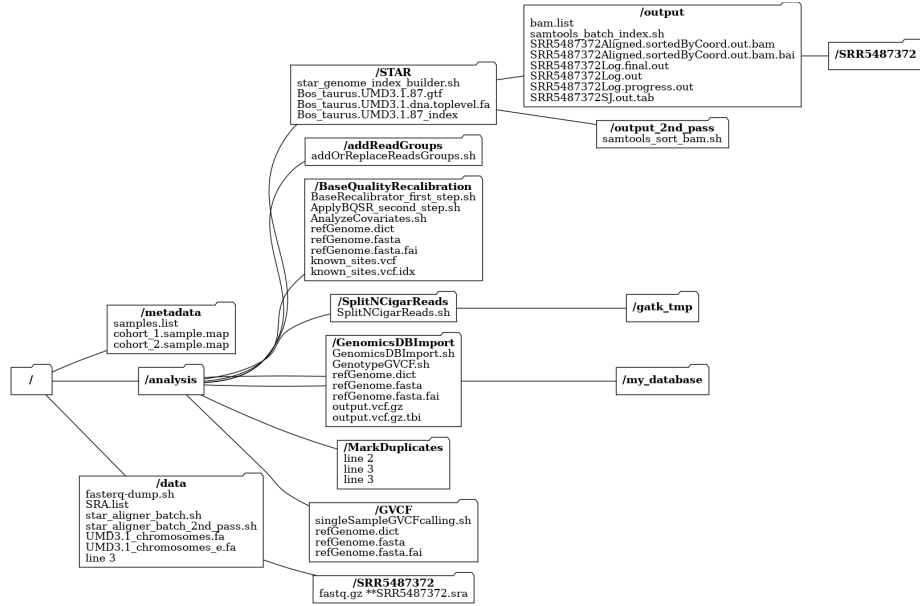 /output
bam.list
samtools_batch_index.sh
SRR5487372Aligned.sortedByCoord.out.bam
SRR5487372Aligned.sortedByCoord.out.bam.bai
SRR5487372Log.final.out
SRR5487372Log.out
SRR5487372Log.progress.out
SRR5487372SJ.out.tab
/SRR5487372
/STAR
star_genome_index_builder.sh
Bos_taurus.UMD3.1.87.gtf
Bos_taurus.UMD3.1.dna.toplevel.fa
Bos_taurus.UMD3.1.87_index
/output_2nd_pass
samtools_sort_bam.sh
/addReadGroups
addOrReplaceReadsGroups.sh
/BaseQualityRecalibration
BaseRecalibrator_first_step.sh
ApplyBQSR_second_step.sh
AnalyzeCovariates.sh
refGenome.dict
refGenome.fasta
refGenome.fasta.fai
known_sites.vcf
known_sites.vcf.idx
/SplitNCigarReads
SplitNCigarReads.sh
/gatk_tmp
/metadata
samples.list
cohort_1.sample.map
cohort_2.sample.map
/GenomicsDBImport
GenomicsDBImport.sh
GenotypeGVCF.sh
refGenome.dict
refGenome.fasta
refGenome.fasta.fai
output.vcf.gz
output.vcf.gz.tbi
/my_database
/
/analysis
/MarkDuplicates
line 2
line 3
line 3
/data
fasterq-dump.sh
SRA.list
star_aligner_batch.sh
star_aligner_batch_2nd_pass.sh
UMD3.1_chromosomes.fa
UMD3.1_chromosomes_e.fa
line 3
/GVCF
singleSampleGVCFcalling.sh
refGenome.dict
refGenome.fasta
refGenome.fasta.fai
/SRR5487372
fastq.gz **SRR5487372.sra